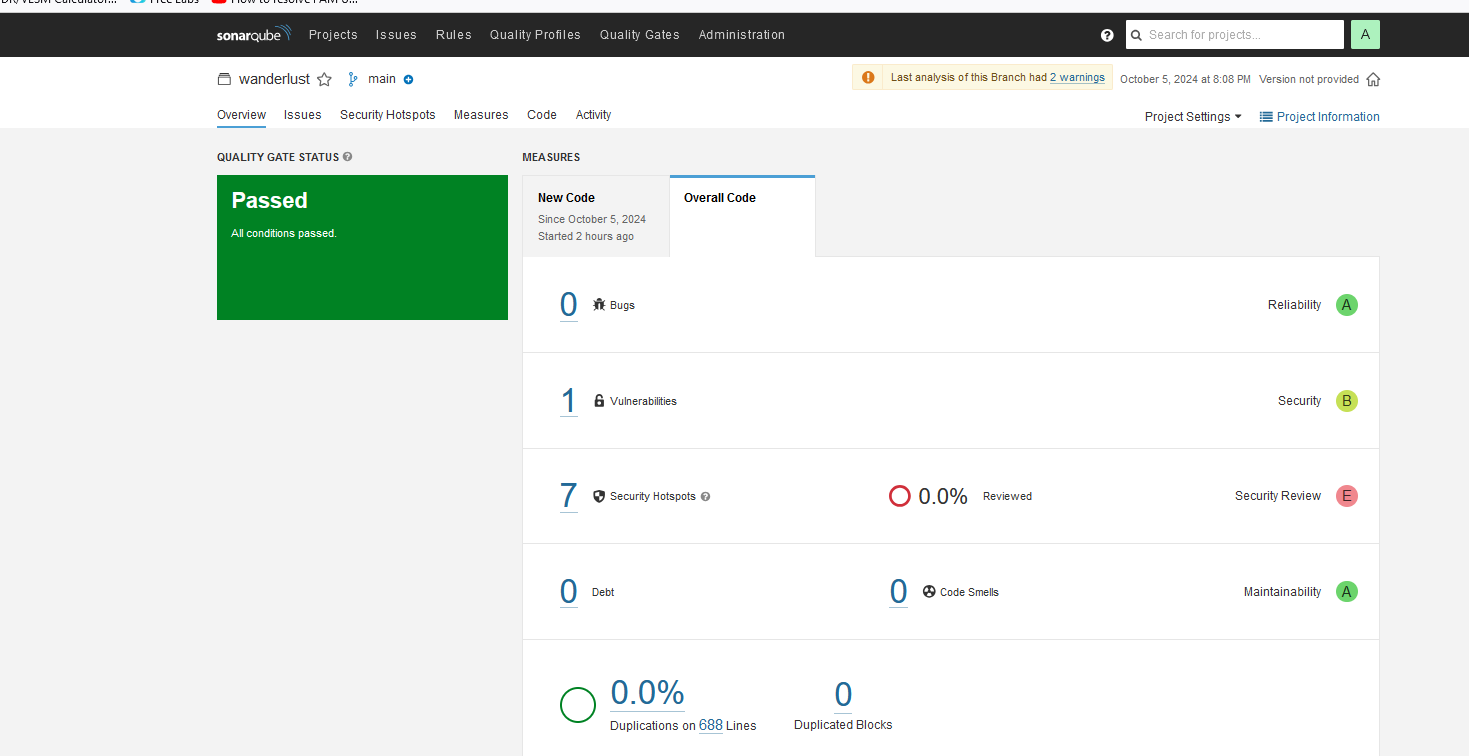 DR/VLSM Calculator... Free Labs How to resolve PAM 0...
sonarqube Projects Issues Rules Quality Profiles Quality Gates Administration ? Search for projects... A
wanderlust main Last analysis of this Branch had 2 warnings October 5, 2024 at 8:08 PM Version not provided
Overview Issues Security Hotspots Measures Code Activity Project Settings Project Information
QUALITY GATE STATUS ? MEASURES
Passed
All conditions passed.
New Code
Since October 5, 2024
Started 2 hours ago
Overall Code
0 Bugs Reliability A
1 Vulnerabilities Security B
7 Security Hotspots ? 0.0% Reviewed Security Review E
0 Debt 0 Code Smells Maintainability A
0.0%
Duplications on 688 Lines
0
Duplicated Blocks